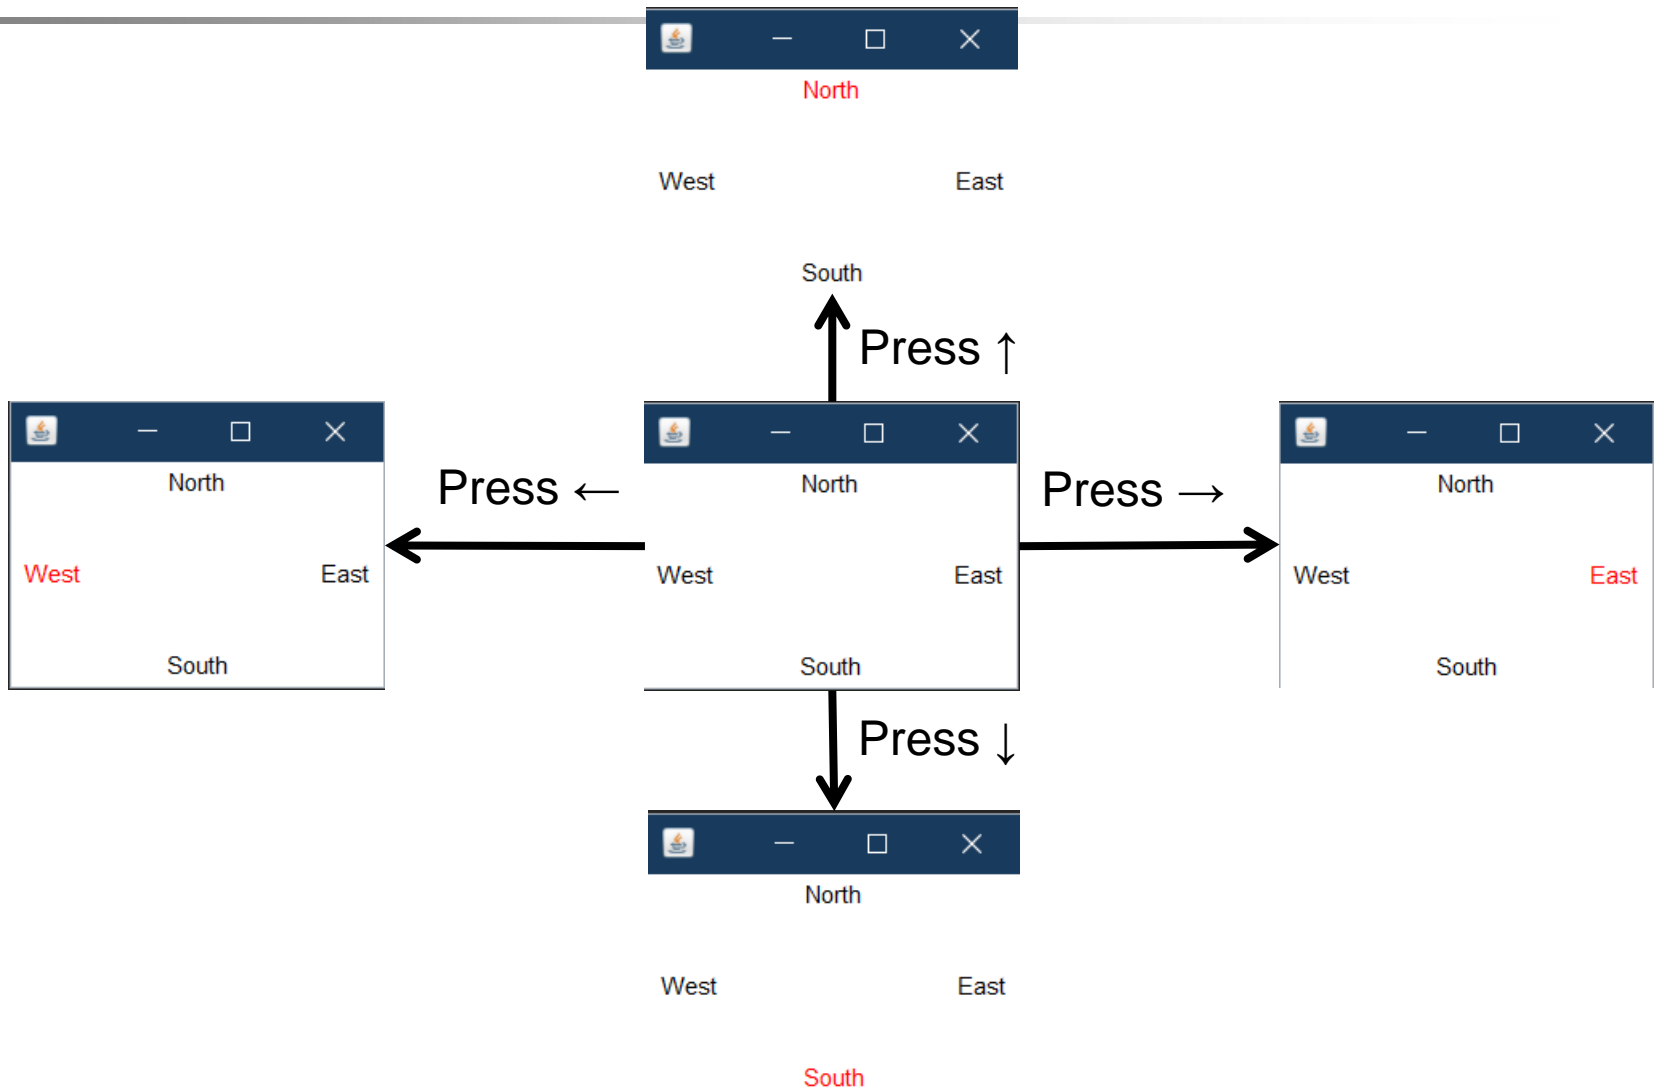 North
West East
South
Press ↑
North
West East
South
Press ←
North
West East
South
Press →
North
West East
South
Press ↓
North
West East
South